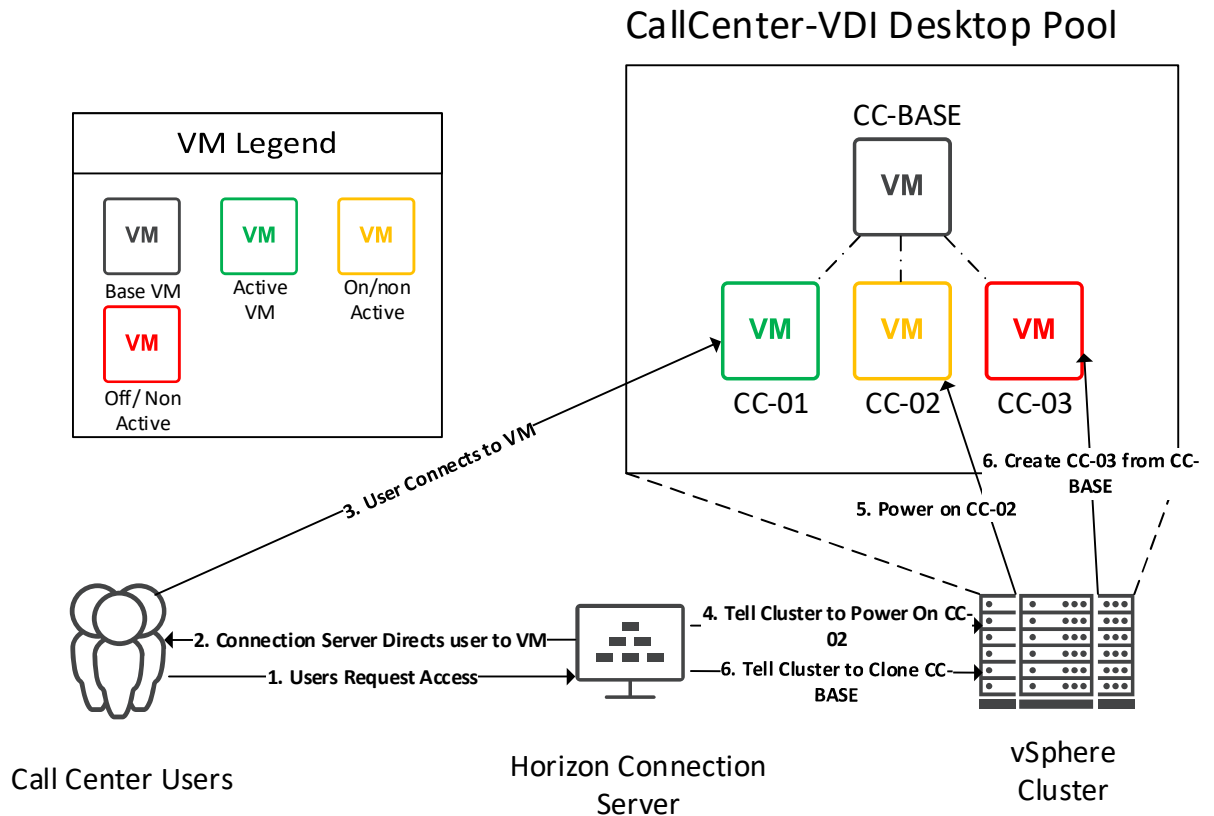 CallCenter-VDI Desktop Pool
VM Legend
VM
VM
VM
Base VM
Active
VM
On/non
Active
VM
Off/ Non
Active
CC-BASE
VM
VM
VM
VM
CC-01
CC-02
CC-03
3. User Connects to VM
6. Create CC-03 from CC-
BASE
5. Power on CC-02
2. Connection Server Directs user to VM
1. Users Request Access
4. Tell Cluster to Power On CC-
02
6. Tell Cluster to Clone CC-
BASE
Call Center Users
Horizon Connection
Server
vSphere
Cluster